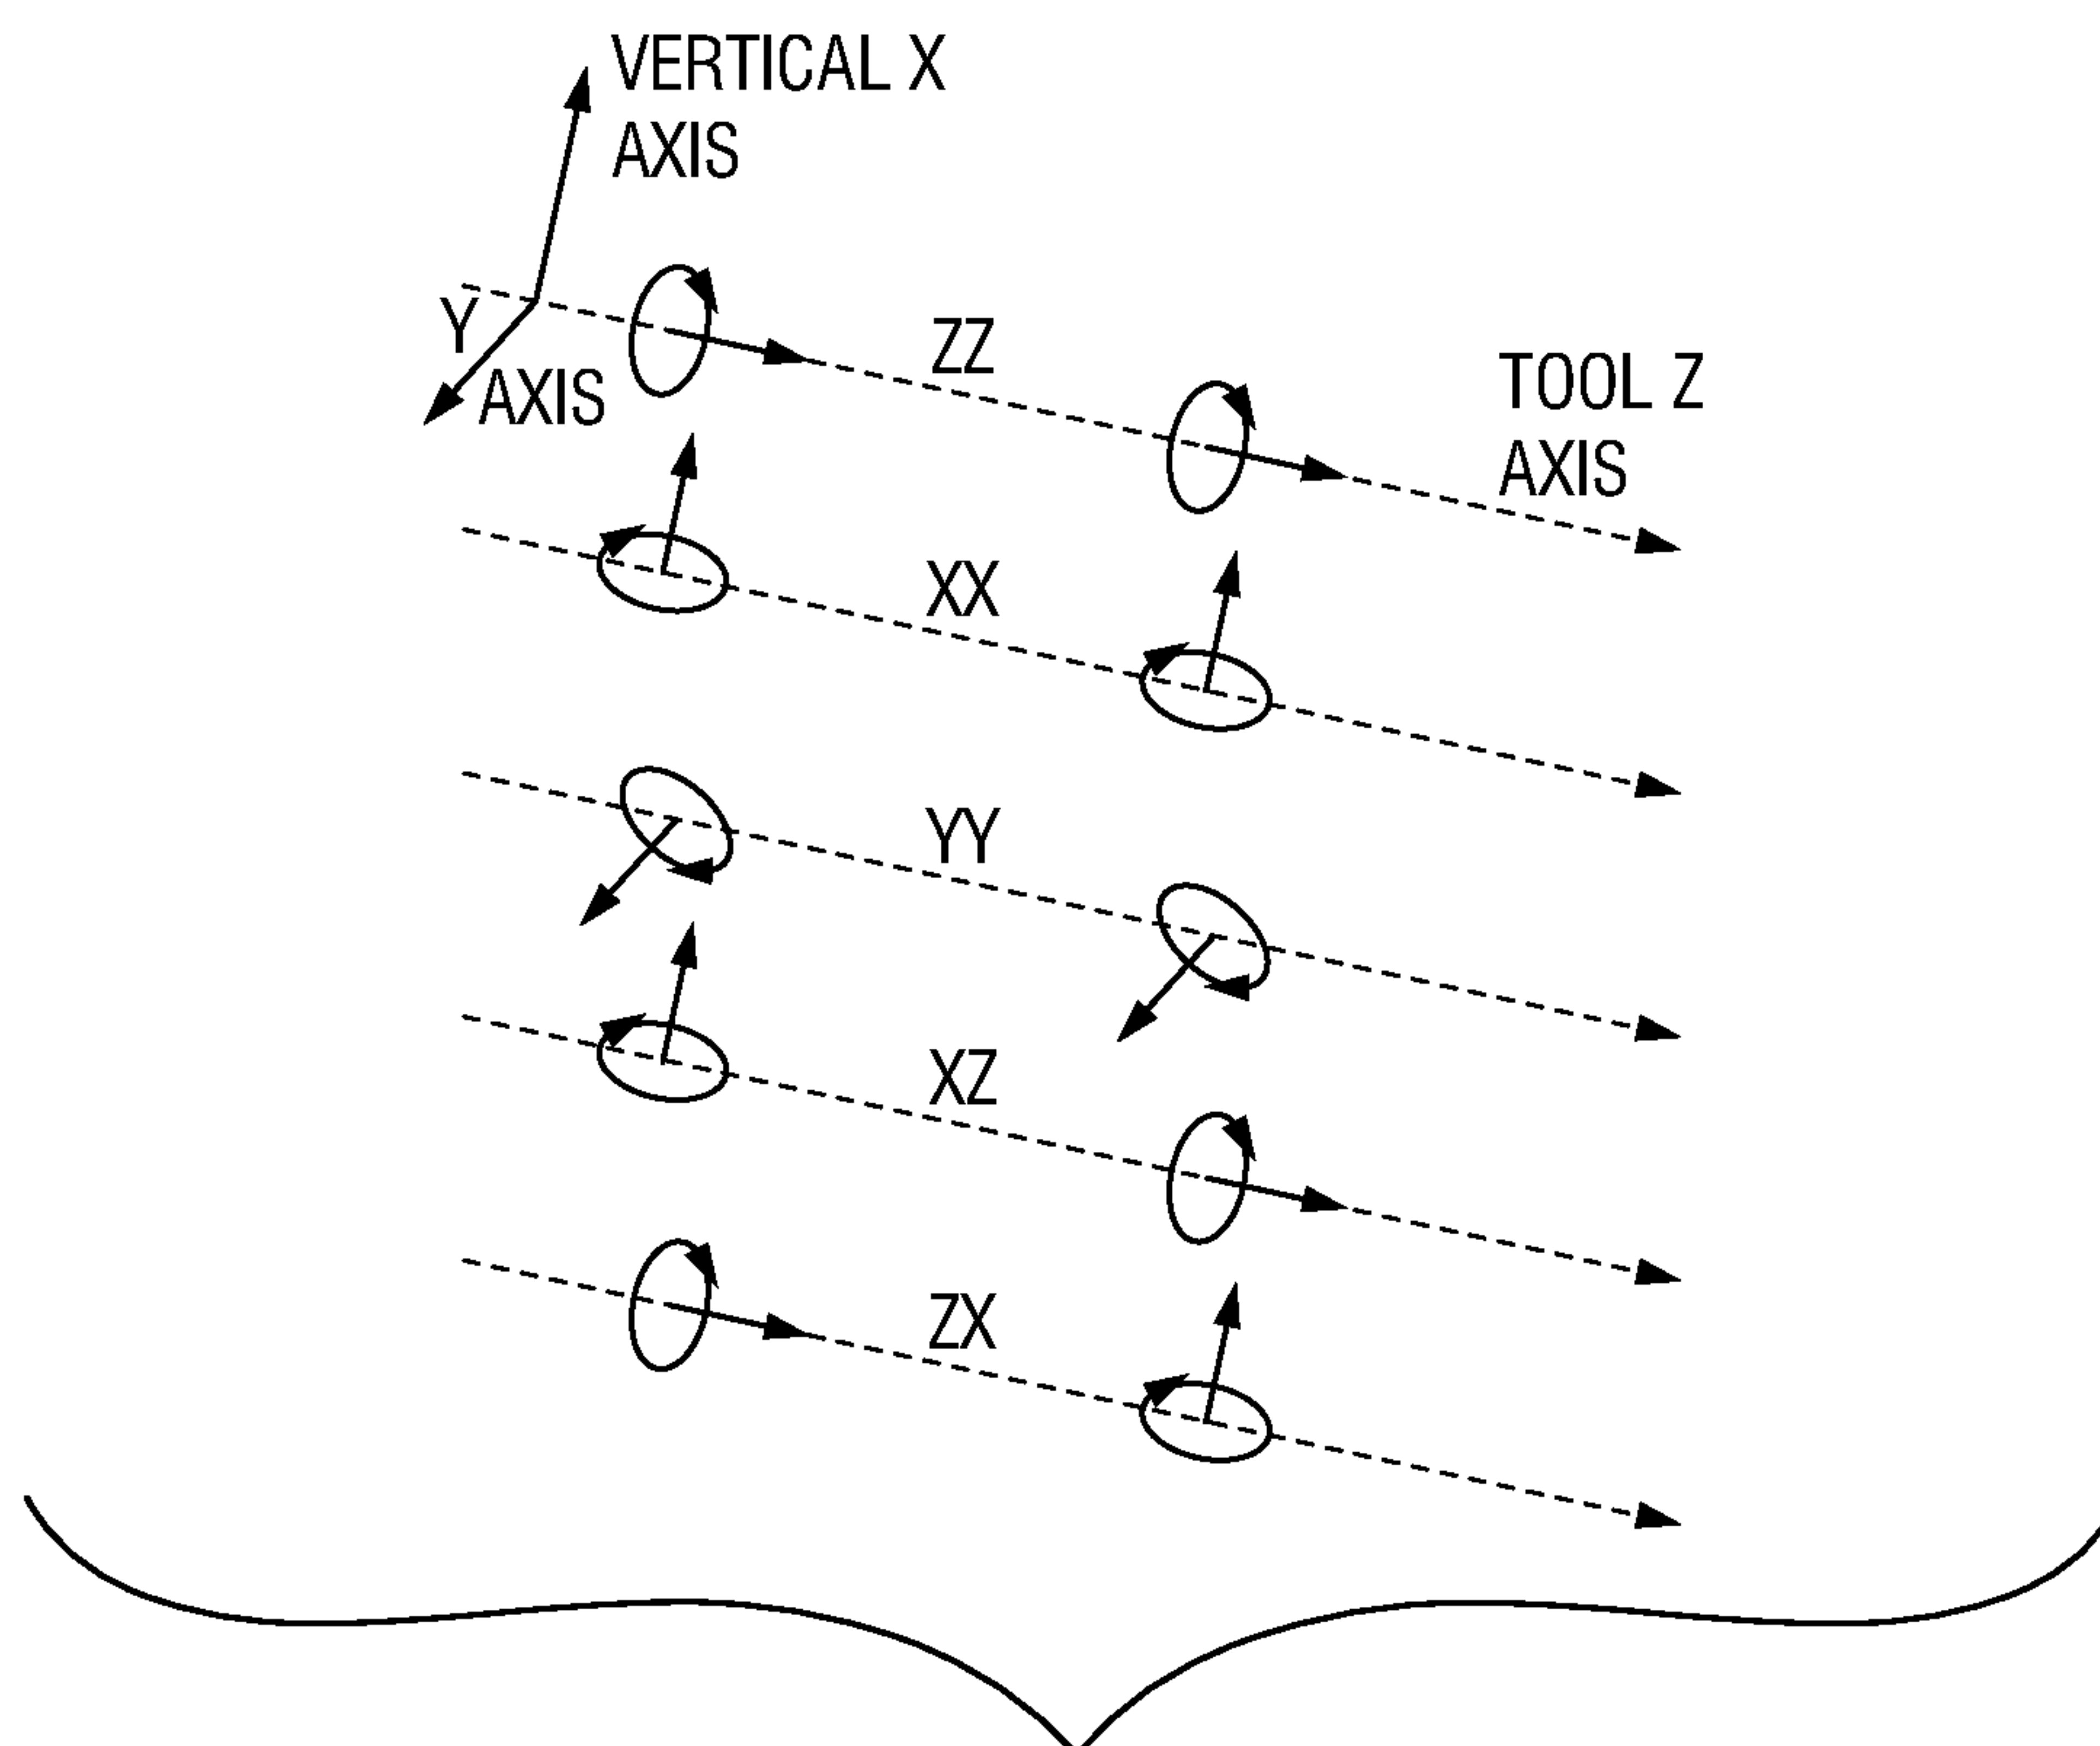 VERTICAL X
AXIS
Y
AXIS
ZZ
TOOL Z
AXIS
XX
YY
XZ
ZX